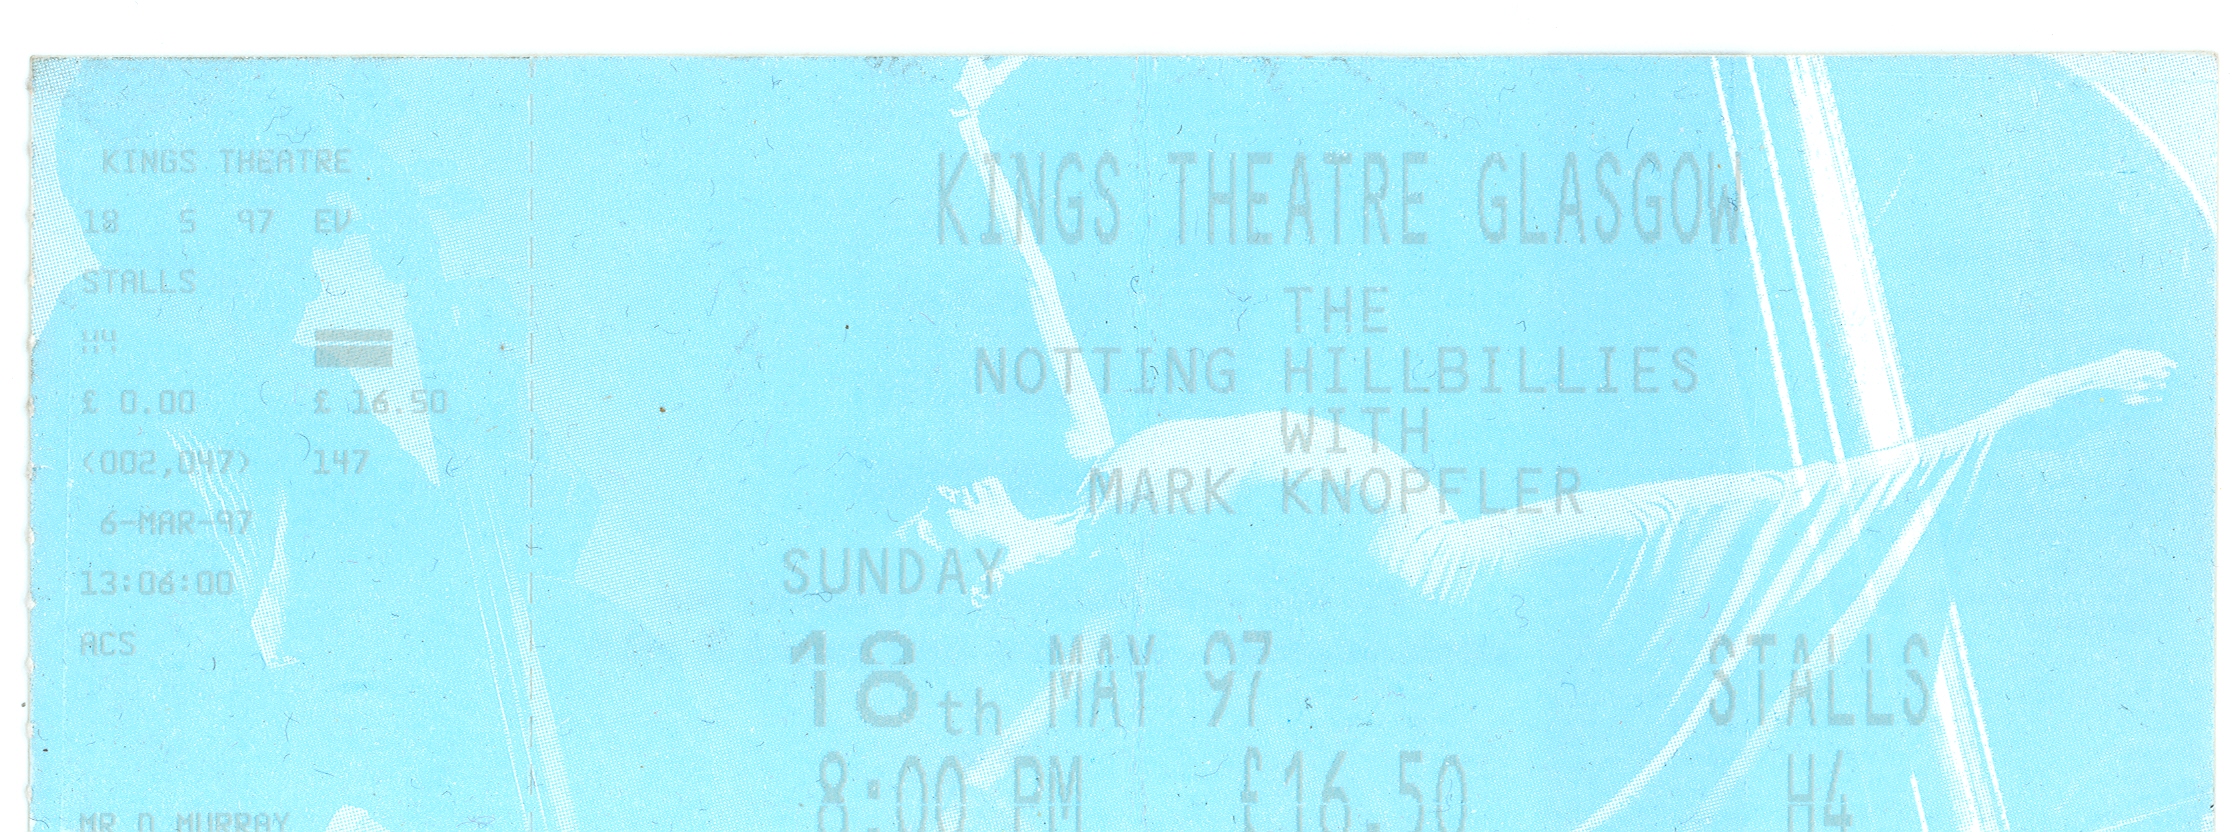 KINGS THEATRE
18 5 97 EV
STALLS
H4
£ 0.00 £ 16.50
(002,047) 147
6-MAR-97
13:06:00
ACS
MR D MURRAY
KINGS THEATRE GLASGOW
THE
NOTTING HILLBILLIES
WITH
MARK KNOPFLER
SUNDAY
18th MAY 97 STALLS
8:00 PM £16.50 H4